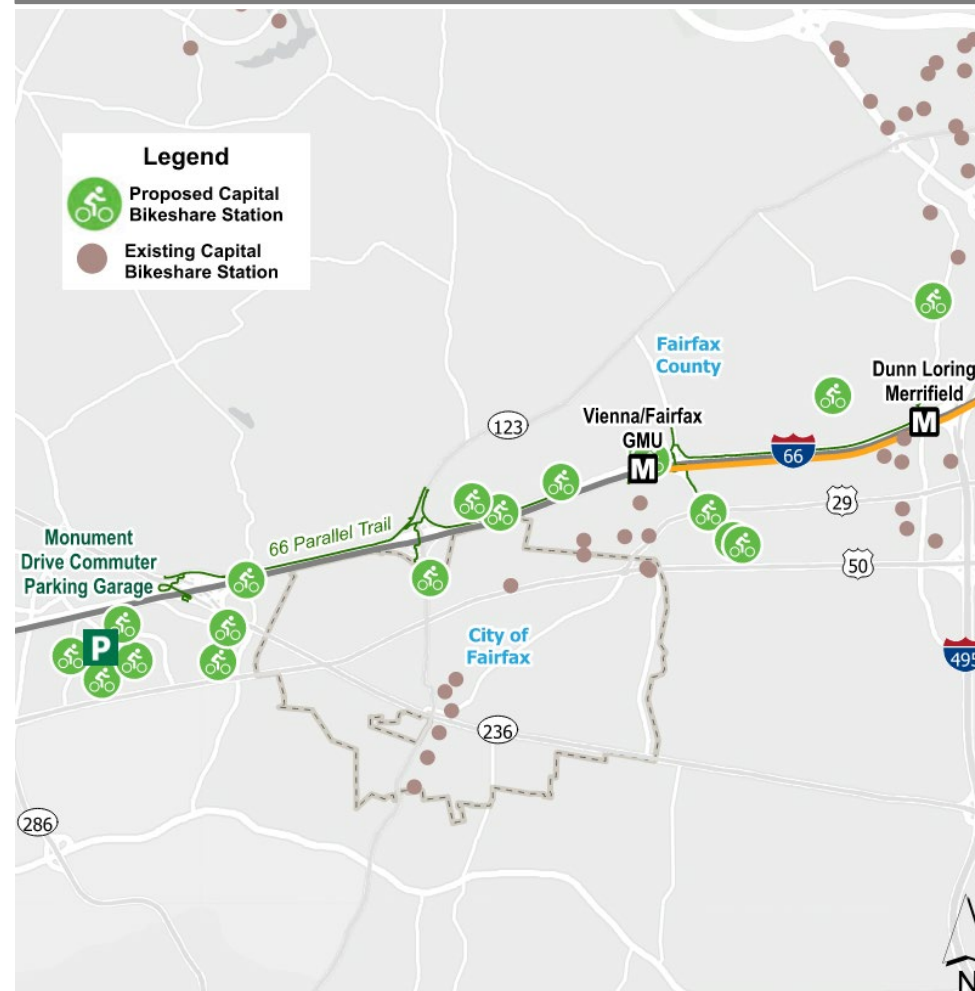 Legend
Proposed Capital
Bikeshare Station
Existing Capital
Bikeshare Station
Fairfax
County
Dunn Loring
Merrifield
M
Vienna/Fairfax
GMU
M
123
66
29
66 Parallel Trail
Monument
Drive Commuter
Parking Garage
50
P
City of
Fairfax
495
236
286
N